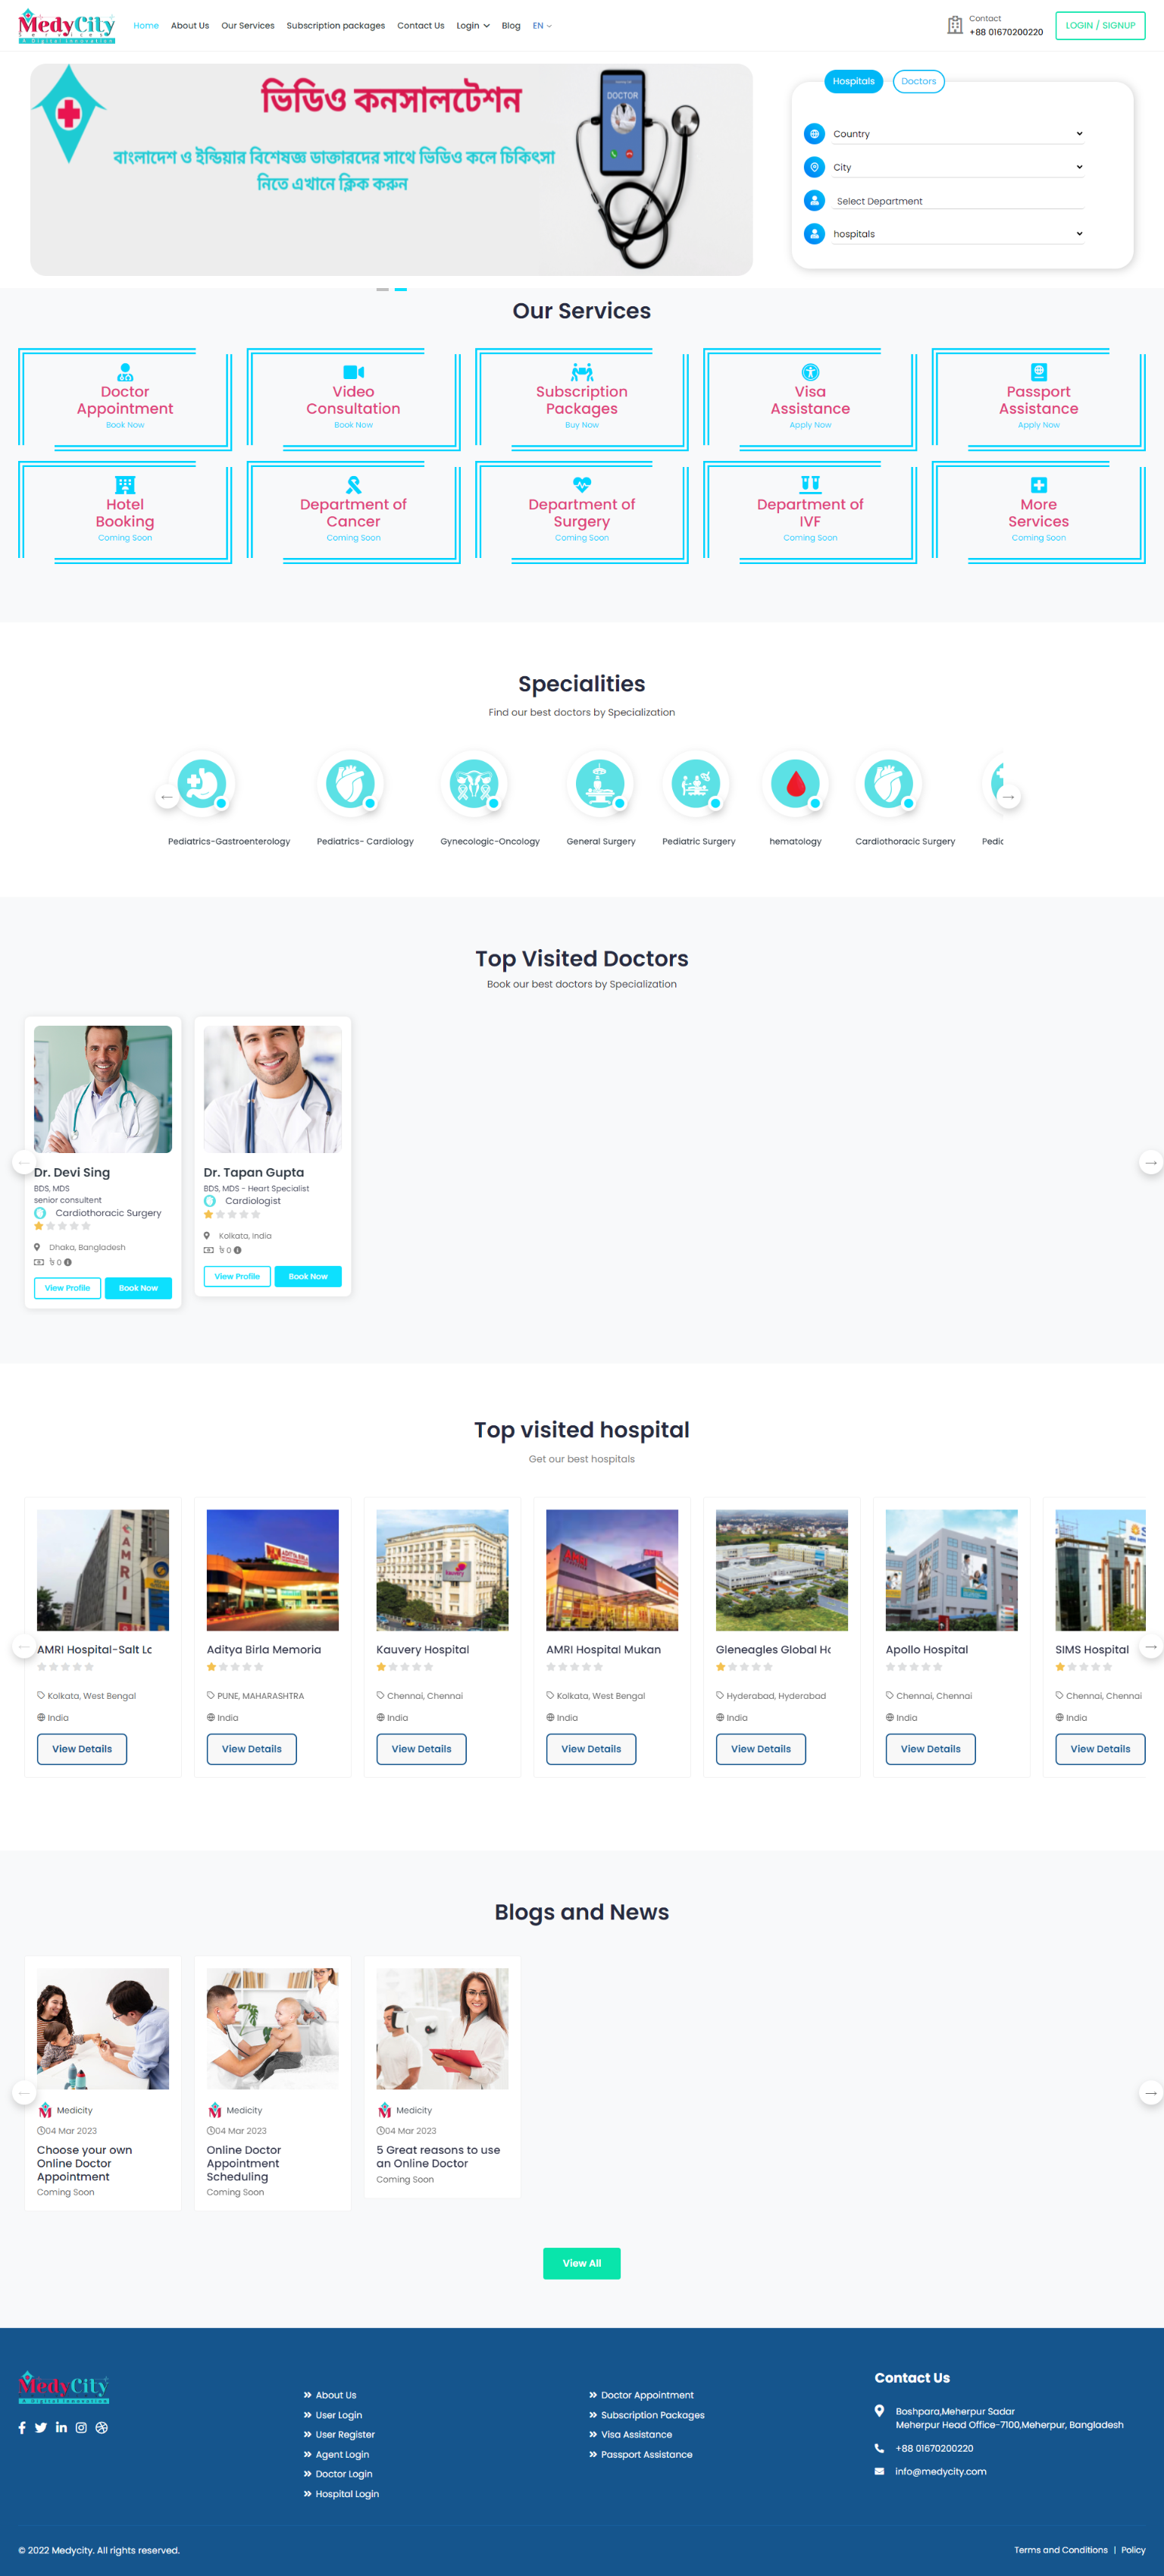 MedyCity
A Digital Innovation
Home
About Us
Our Services
Subscription packages
Contact Us
Login
Blog
EN
Contact
+88 01670200220
LOGIN / SIGNUP
ভিডিও কনসালটেশন
বাংলাদেশ ও ইন্ডিয়ার বিশেষজ্ঞ ডাক্তারদের সাথে ভিডিও কলে চিকিৎসা
নিতে এখানে ক্লিক করুন
DOCTOR
Hospitals
Doctors
Country
City
Select Department
hospitals
Our Services
Doctor
Appointment
Book Now
Video
Consultation
Book Now
Subscription
Packages
Buy Now
Visa
Assistance
Apply Now
Passport
Assistance
Apply Now
Hotel
Booking
Coming Soon
Department of
Cancer
Coming Soon
Department of
Surgery
Coming Soon
Department of
IVF
Coming Soon
More
Services
Coming Soon
Specialities
Find our best doctors by Specialization
Pediatrics-Gastroenterology
Pediatrics- Cardiology
Gynecologic-Oncology
General Surgery
Pediatric Surgery
hematology
Cardiothoracic Surgery
Pedic
Top Visited Doctors
Book our best doctors by Specialization
Dr. Devi Sing
BDS, MDS
senior consultent
Cardiothoracic Surgery
Dhaka, Bangladesh
৳ 0
View Profile
Book Now
Dr. Tapan Gupta
BDS, MDS - Heart Specialist
Cardiologist
Kolkata, India
৳ 0
View Profile
Book Now
Top visited hospital
Get our best hospitals
AMRI
AMRI Hospital-Salt Lc
Kolkata, West Bengal
India
View Details
ADITYA BIRLA
Aditya Birla Memoria
PUNE, MAHARASHTRA
India
View Details
kauvery
Kauvery Hospital
Chennai, Chennai
India
View Details
AMRI
AMRI Hospital Mukan
Kolkata, West Bengal
India
View Details
Gleneagles Global Hc
Hyderabad, Hyderabad
India
View Details
Apollo Hospital
Chennai, Chennai
India
View Details
SIMS Hospital
Chennai, Chennai
India
View Details
Blogs and News
Medicity
04 Mar 2023
Choose your own
Online Doctor
Appointment
Coming Soon
Medicity
04 Mar 2023
Online Doctor
Appointment
Scheduling
Coming Soon
Medicity
04 Mar 2023
5 Great reasons to use
an Online Doctor
Coming Soon
View All
MedyCity
A Digital Innovation
About Us
User Login
User Register
Agent Login
Doctor Login
Hospital Login
Doctor Appointment
Subscription Packages
Visa Assistance
Passport Assistance
Contact Us
Boshpara,Meherpur Sadar
Meherpur Head Office-7100,Meherpur, Bangladesh
+88 01670200220
info@medycity.com
© 2022 Medycity. All rights reserved.
Terms and Conditions | Policy